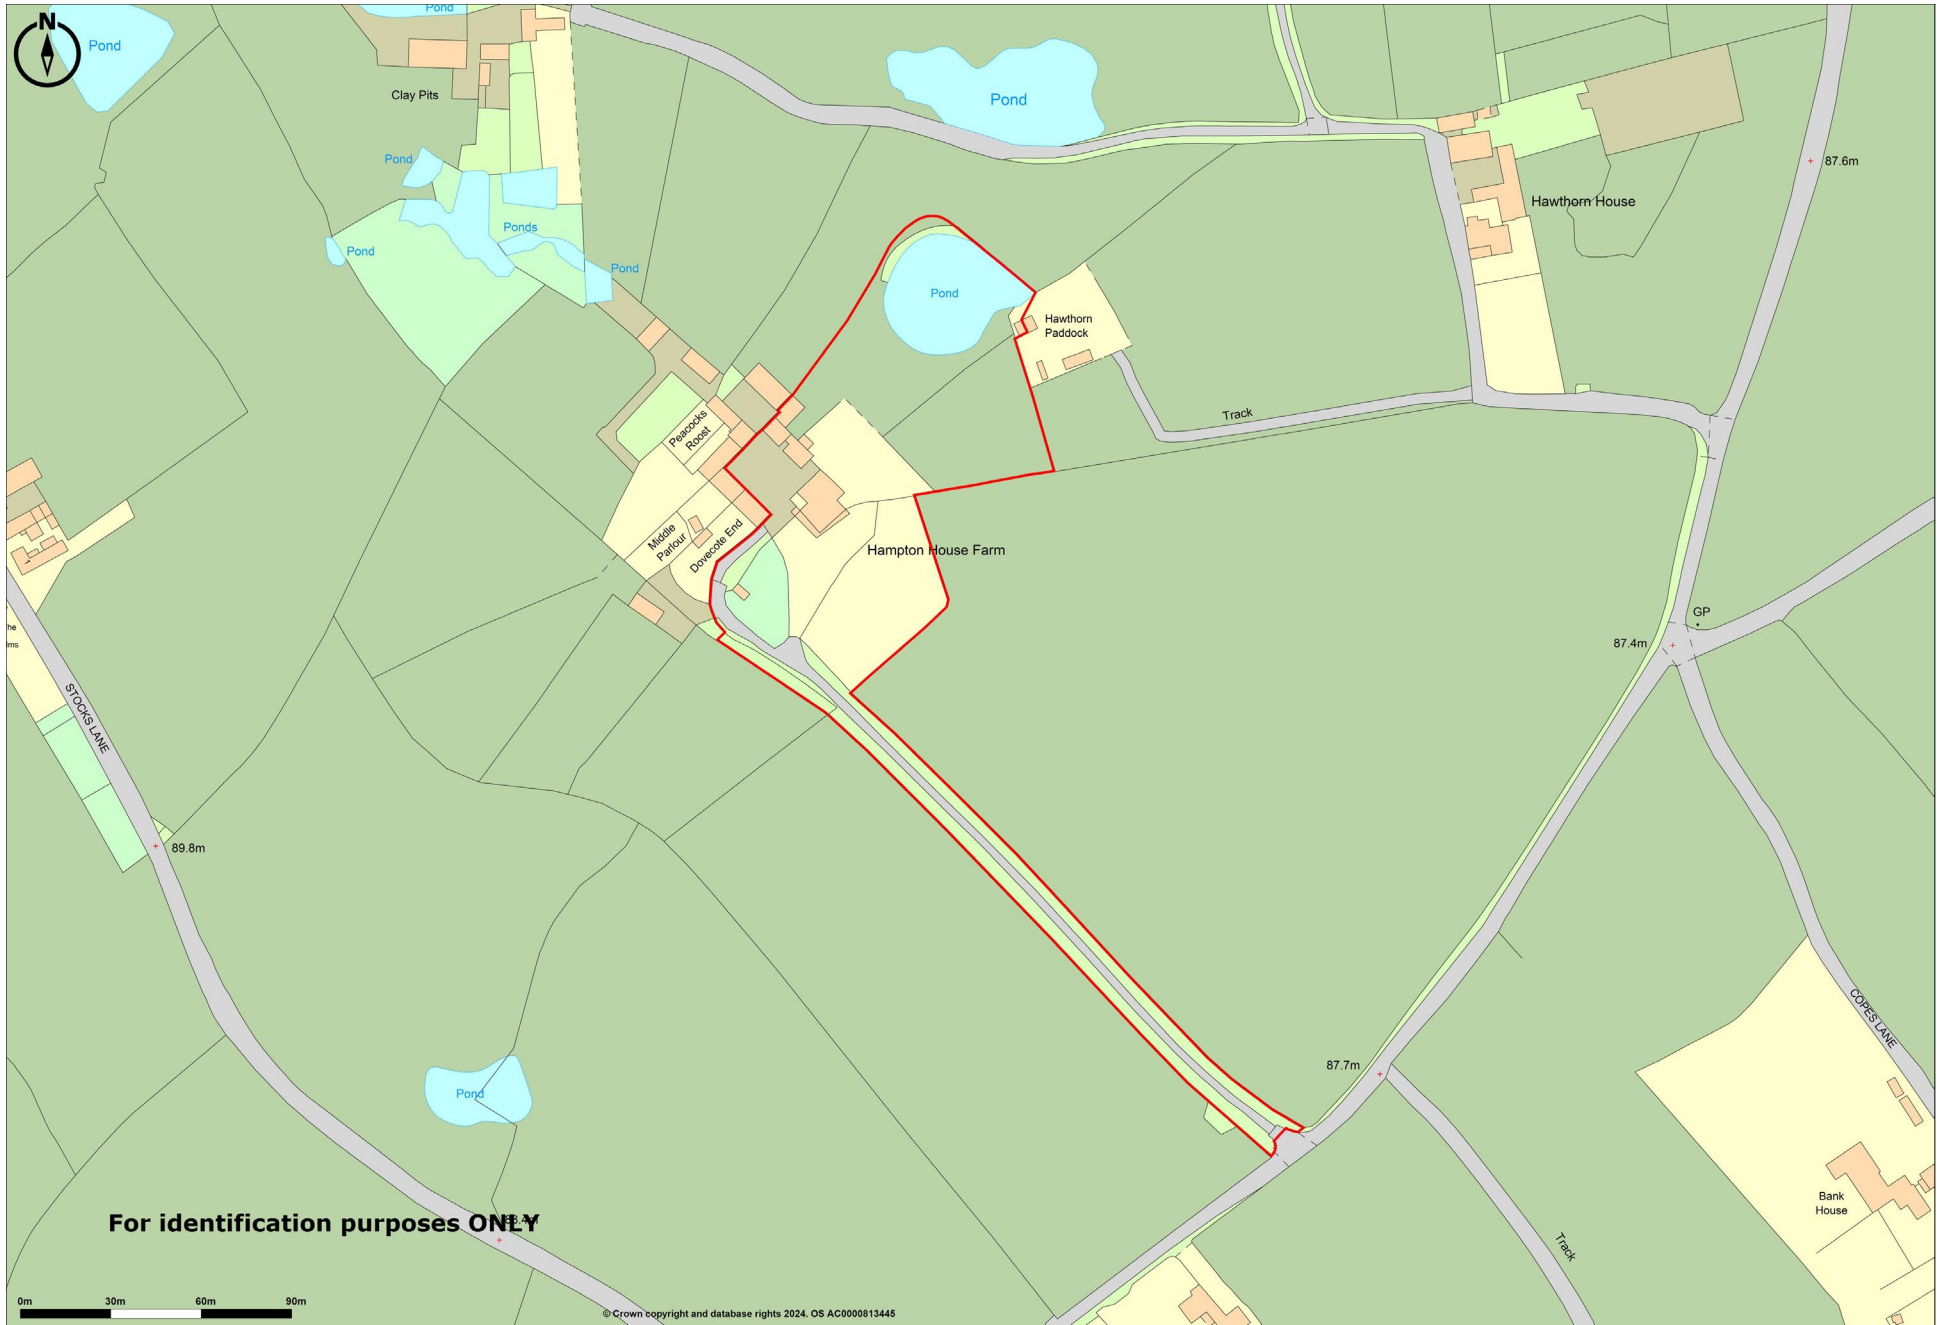 N
Pond
Pond
Clay Pits
Pond
Pond
Ponds
Pond
Pond
87.6m
Hawthorn House
Pond
Hawthorn
Paddock
Track
Peacocks
Roost
Middle
Parlour
Dovecote End
Hampton House Farm
GP
87.4m
STOCKS LANE
89.8m
COPES LANE
87.7m
Pond
Bank
House
Track
For identification purposes ONLY
0m
30m
60m
90m
© Crown copyright and database rights 2024. OS AC0000813445